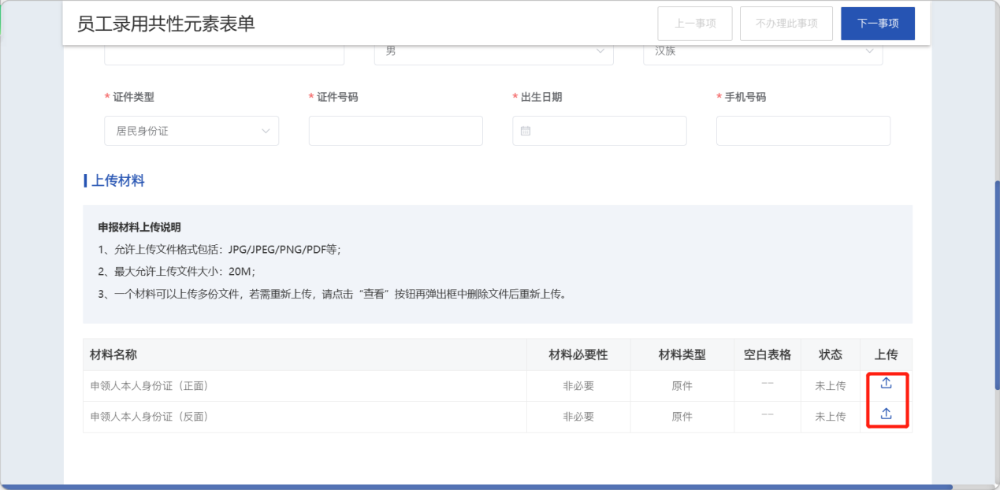 员工录用共性元素表单
上一事项 不办理此事项 下一事项
男 汉族
* 证件类型 * 证件号码 * 出生日期 * 手机号码
居民身份证
上传材料
申报材料上传说明
1、允许上传文件格式包括：JPG/JPEG/PNG/PDF等；
2、最大允许上传文件大小：20M；
3、一个材料可以上传多份文件，若需重新上传，请点击“查看”按钮再弹出框中删除文件后重新上传。
材料名称 材料必要性 材料类型 空白表格 状态 上传
申领人本人身份证（正面） 非必要 原件 一一 未上传
申领人本人身份证（反面） 非必要 原件 一一 未上传